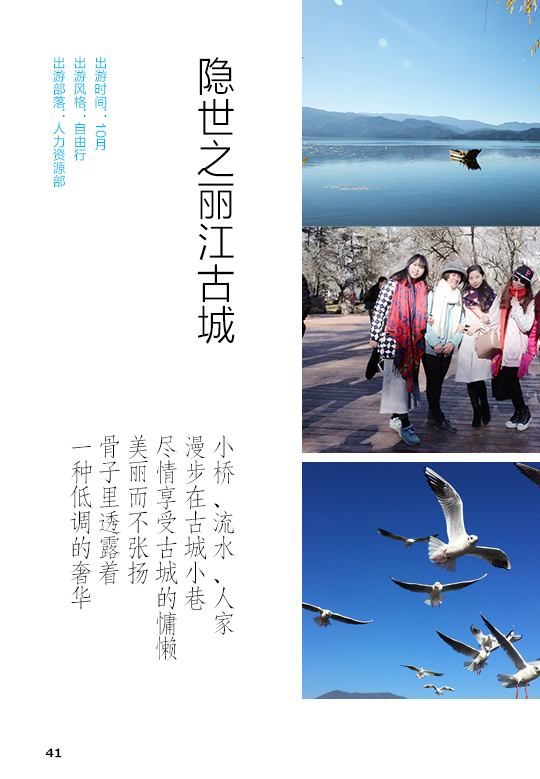 隐世之丽江古城
出游时间：10月
出游风格：自由行
出游部落：人力资源部
小桥、流水、人家
漫步在古城小巷
尽情享受古城的慵懒
美丽而不张扬
骨子里透露着
一种低调的奢华
41